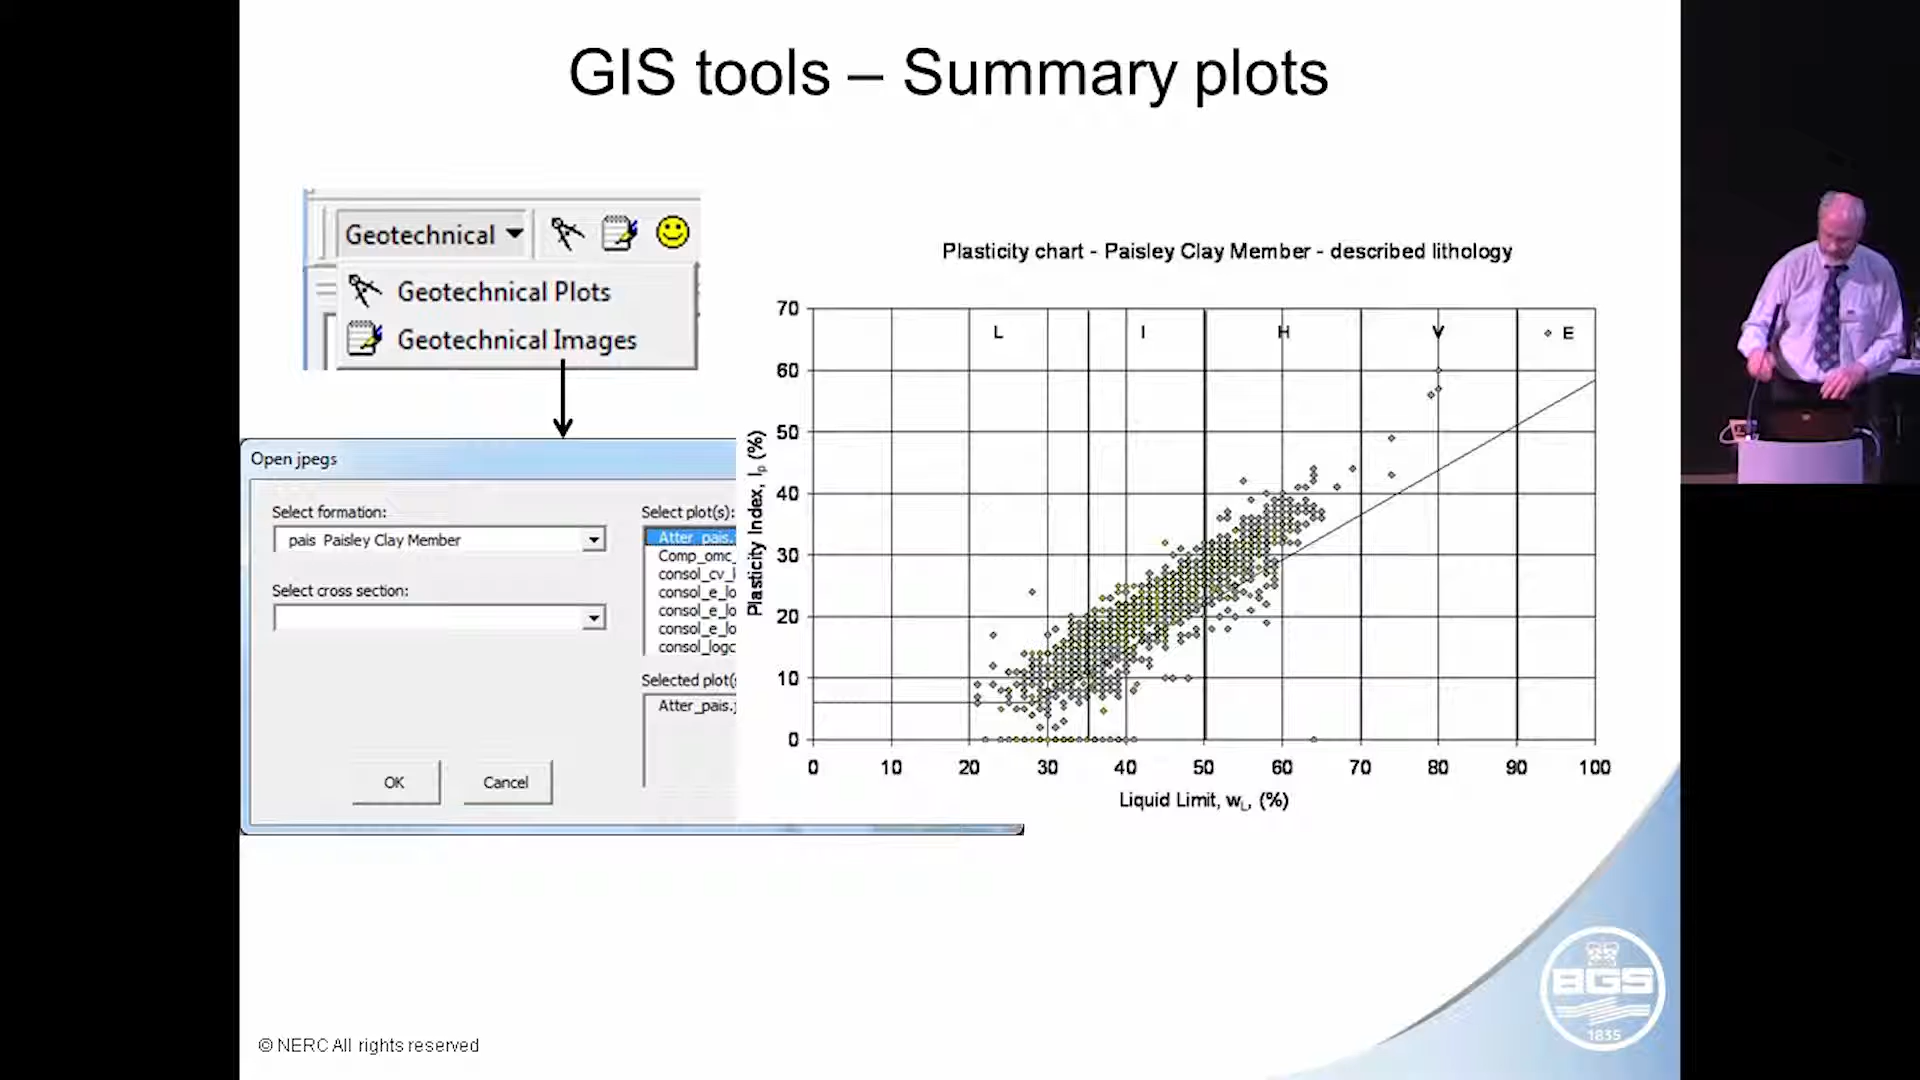 GIS tools – Summary plots
Geotechnical
Geotechnical Plots
Geotechnical Images
Open jpegs
Select formation:
pais Paisley Clay Member
Select cross section:
OK
Cancel
Select plot(s):
Atter_pais.
Comp_omc_
consol_cv_l
consol_e_lo
consol_e_lo
consol_e_lo
consol_logc
Selected plot(s
Atter_pais.j
Plasticity chart - Paisley Clay Member - described lithology
Plasticity Index, Ip (%)
70
60
50
40
30
20
10
0
L
I
H
V
E
0
10
20
30
40
50
60
70
80
90
100
Liquid Limit, wL, (%)
BGS
1835
© NERC All rights reserved